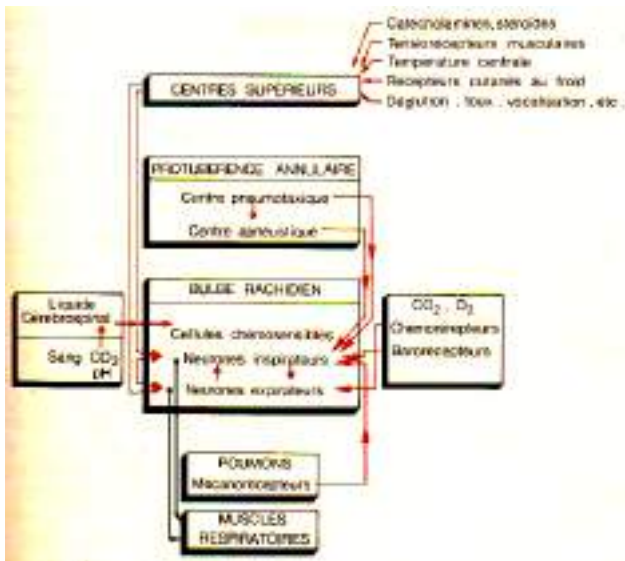 Catécholamines, stéroïdes
Tensiorécepteurs musculaires
Température centrale
Récepteurs cutanés au froid
Déglution, toux, vocalisation, etc.
CENTRES SUPÉRIEURS
PROTUBÉRENCE ANNULAIRE
Centre pneumotaxique
Centre apneustique
BULBE RACHIDIEN
Cellules chémosensibles
Neurones inspirateurs
Neurones expirateurs
Liquide
Cérébrospinal
Sang CO2
pH
CO2, O2
Barorécepteurs
POUMONS
Mécanorécepteurs
MUSCLES
RESPIRATOIRES